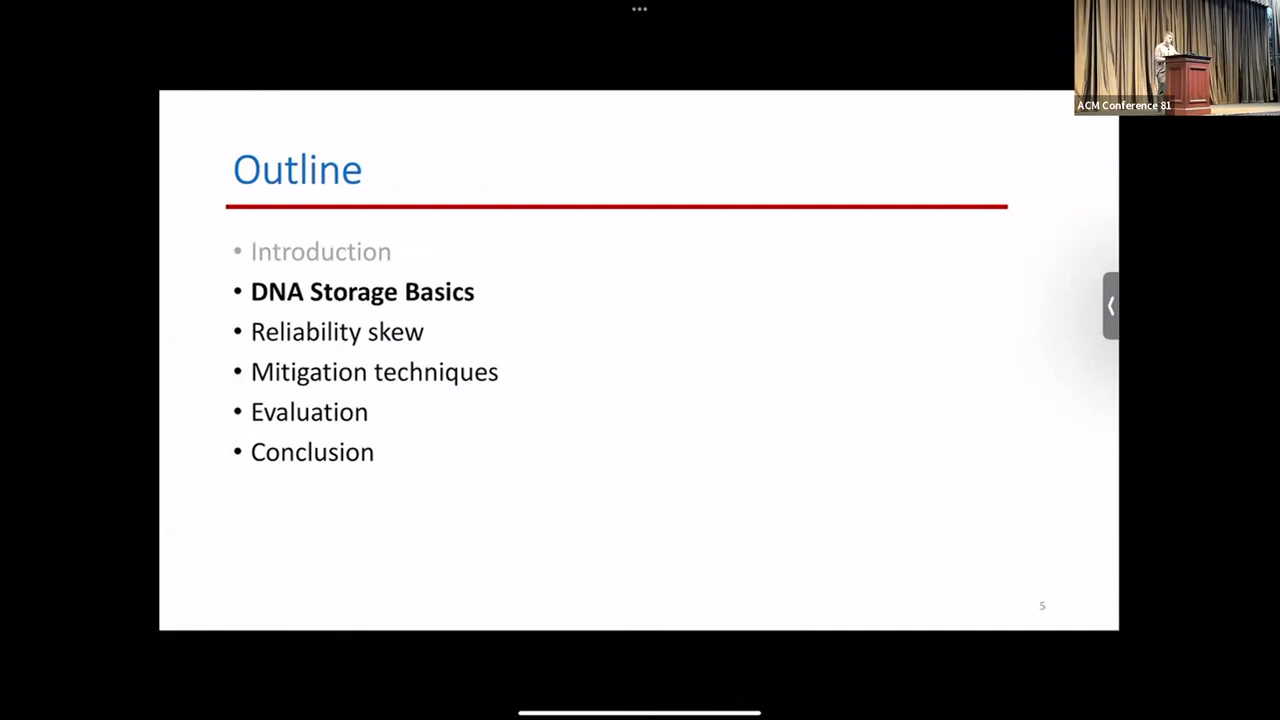 ACM Conference 81
Outline
• Introduction
• DNA Storage Basics
• Reliability skew
• Mitigation techniques
• Evaluation
• Conclusion
5